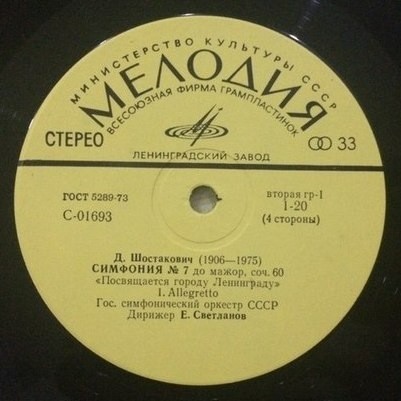 МИНИСТЕРСТВО КУЛЬТУРЫ СССР
МЕЛОДИЯ
ВСЕСОЮЗНАЯ ФИРМА ГРАМПЛАСТИНОК
СТЕРЕО
33
ЛЕНИНГРАДСКИЙ ЗАВОД
ГОСТ 5289-73
С-01693
вторая гр-1
1-20
(4 стороны)
Д. Шостакович (1906—1975)
СИМФОНИЯ № 7 до мажор, соч. 60
«Посвящается городу Ленинграду»
I. Allegretto
Гос. симфонический оркестр СССР
Дирижер Е. Светланов